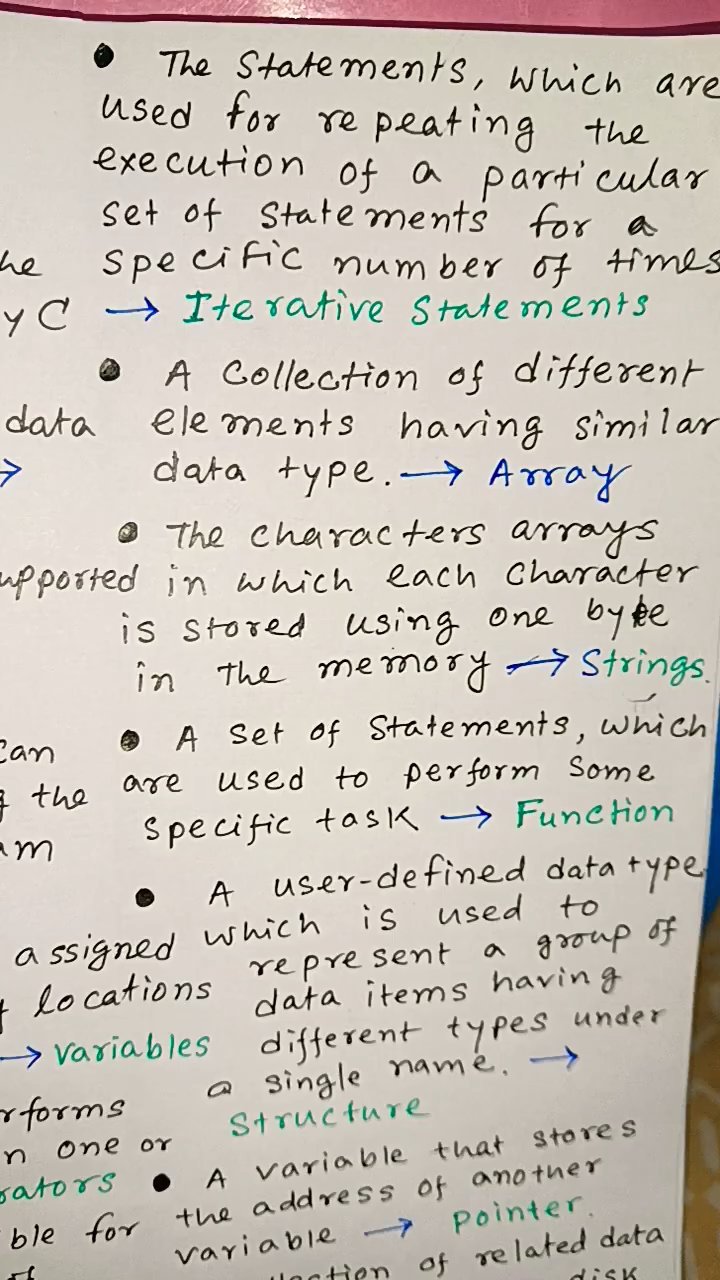 • The Statements, which are
used for repeating the
execution of a particular
set of statements for a
specific number of times
→ Iterative Statements
• A Collection of different
elements having similar
data type. → Array
• The characters arrays
in which each character
is stored using one byte
in the memory → Strings.
• A set of statements, which
are used to perform some
specific task → Function
• A user-defined data type
which is used to
represent a group of
data items having
different types under
a single name. →
Structure
• A variable that stores
the address of another
variable → pointer.
of related data
disk
he
y C
data
→
upported
can
the
am
assigned
locations
→ variables
rforms
n one or
rators
ble for
of